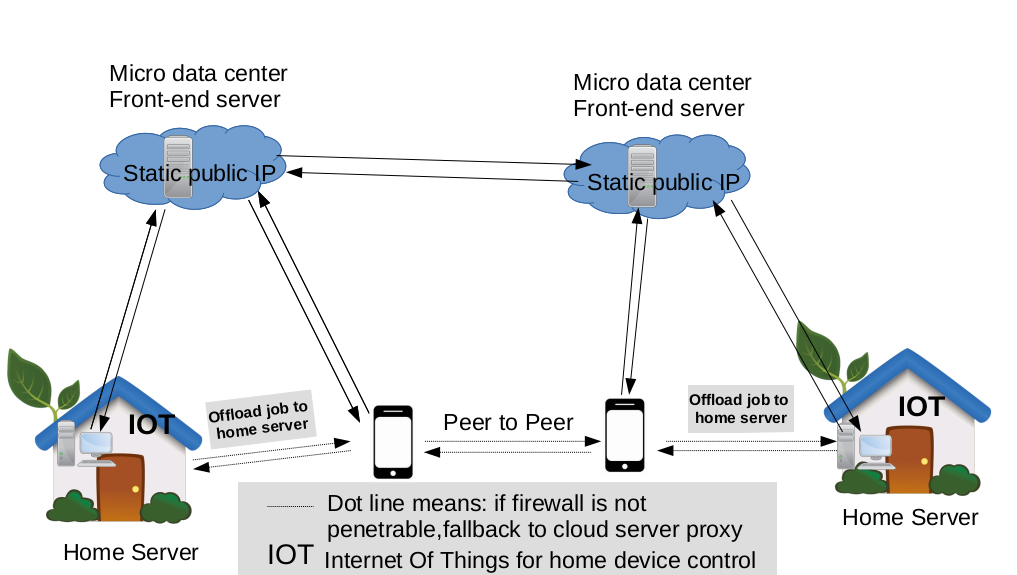 Micro data center
Front-end server
Micro data center
Front-end server
Static public IP
Static public IP
IOT
Offload job to
home server
Peer to Peer
Offload job to
home server
IOT
Home Server
Home Server
Dot line means: if firewall is not
penetrable,fallback to cloud server proxy
IOT Internet Of Things for home device control